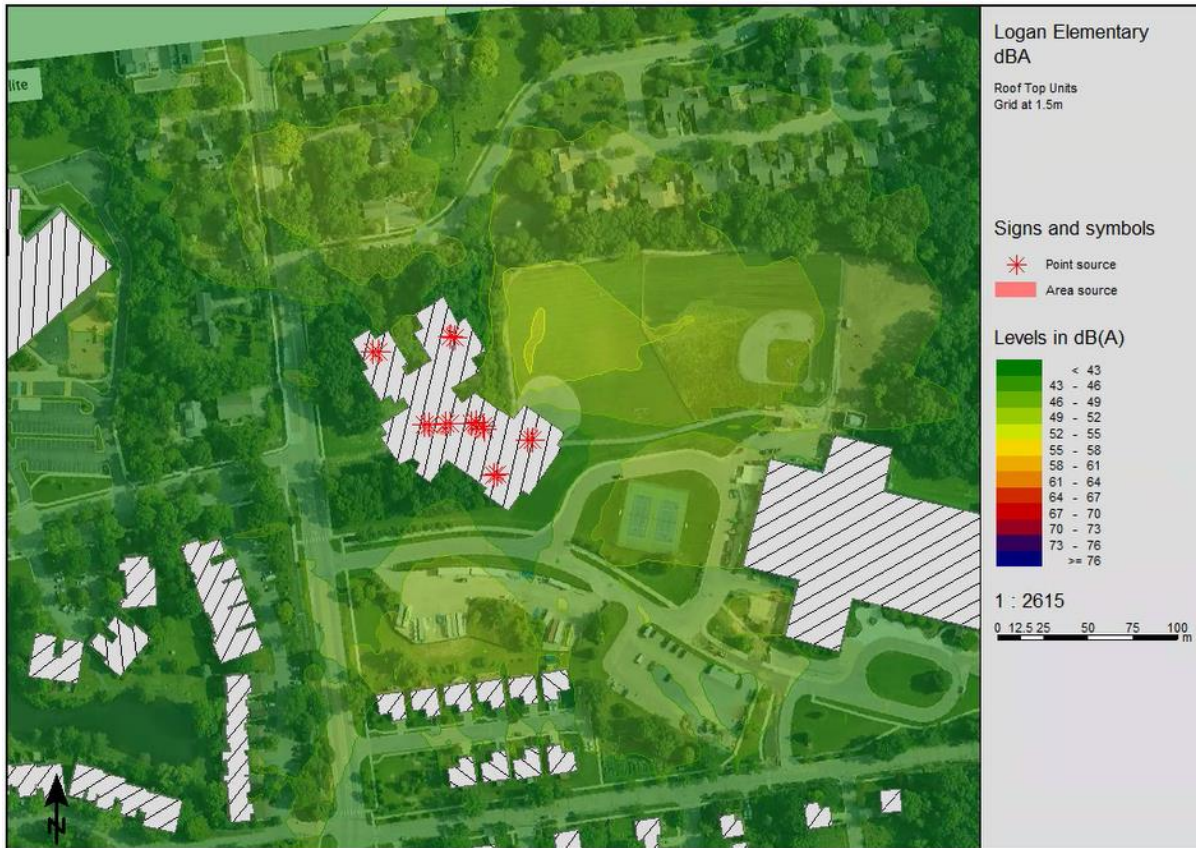 lite
Logan Elementary
dBA
Roof Top Units
Grid at 1.5m
Signs and symbols
Point source
Area source
Levels in dB(A)
< 43
43 - 46
46 - 49
49 - 52
52 - 55
55 - 58
58 - 61
61 - 64
64 - 67
67 - 70
70 - 73
73 - 76
>= 76
1 : 2615
0 12.5 25 50 75 100
m
N